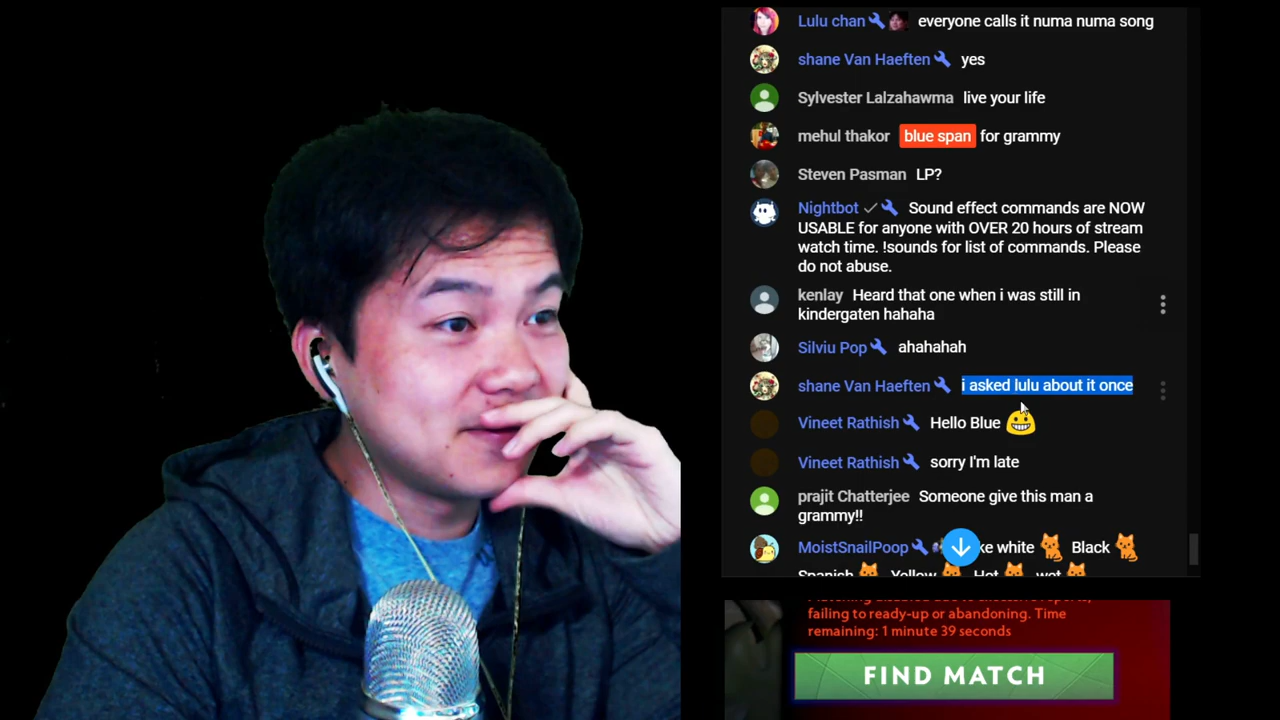 Lulu chan everyone calls it numa numa song
shane Van Haeften yes
Sylvester Lalzahawma live your life
mehul thakor blue span for grammy
Steven Pasman LP?
Nightbot Sound effect commands are NOW
USABLE for anyone with OVER 20 hours of stream
watch time. !sounds for list of commands. Please
do not abuse.
kenlay Heard that one when i was still in
kindergaten hahaha
Silviu Pop ahahahah
shane Van Haeften i asked lulu about it once
Vineet Rathish Hello Blue
Vineet Rathish sorry I'm late
prajit Chatterjee Someone give this man a
grammy!!
MoistSnailPoop white Black
Spanish Yellow Hot wet
failing to ready-up or abandoning. Time
remaining: 1 minute 39 seconds
FIND MATCH